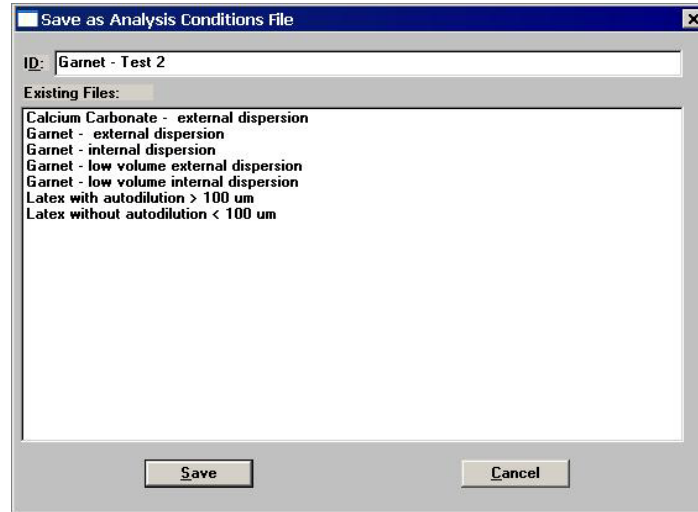 Save as Analysis Conditions File
ID: Garnet - Test 2
Existing Files:
Calcium Carbonate -  external dispersion
Garnet -  external dispersion
Garnet - internal dispersion
Garnet - low volume external dispersion
Garnet - low volume internal dispersion
Latex with autodilution > 100 um
Latex without autodilution < 100 um
Save
Cancel